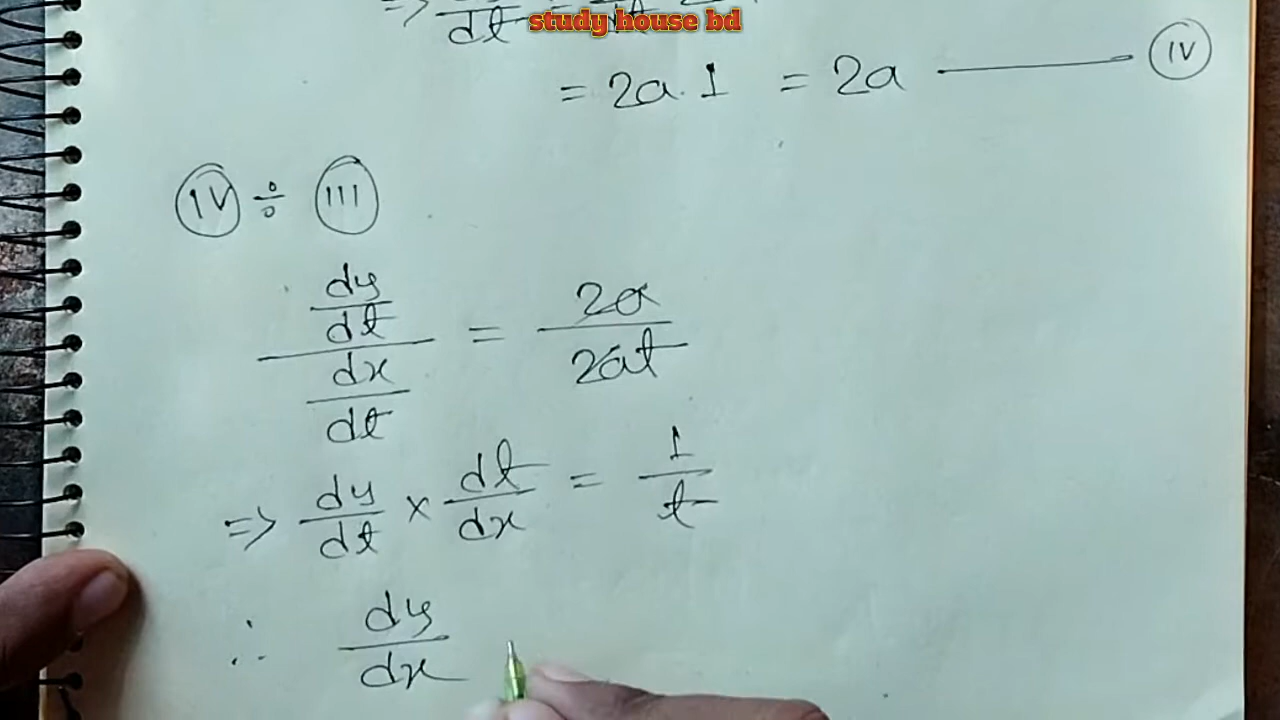 study house bd
= 2a · 1 = 2a ——— (IV)
(IV) ÷ (III)
dy/dt / dx/dt = 2a / 2at
=> dy/dt × dt/dx = 1/t
∴ dy/dx